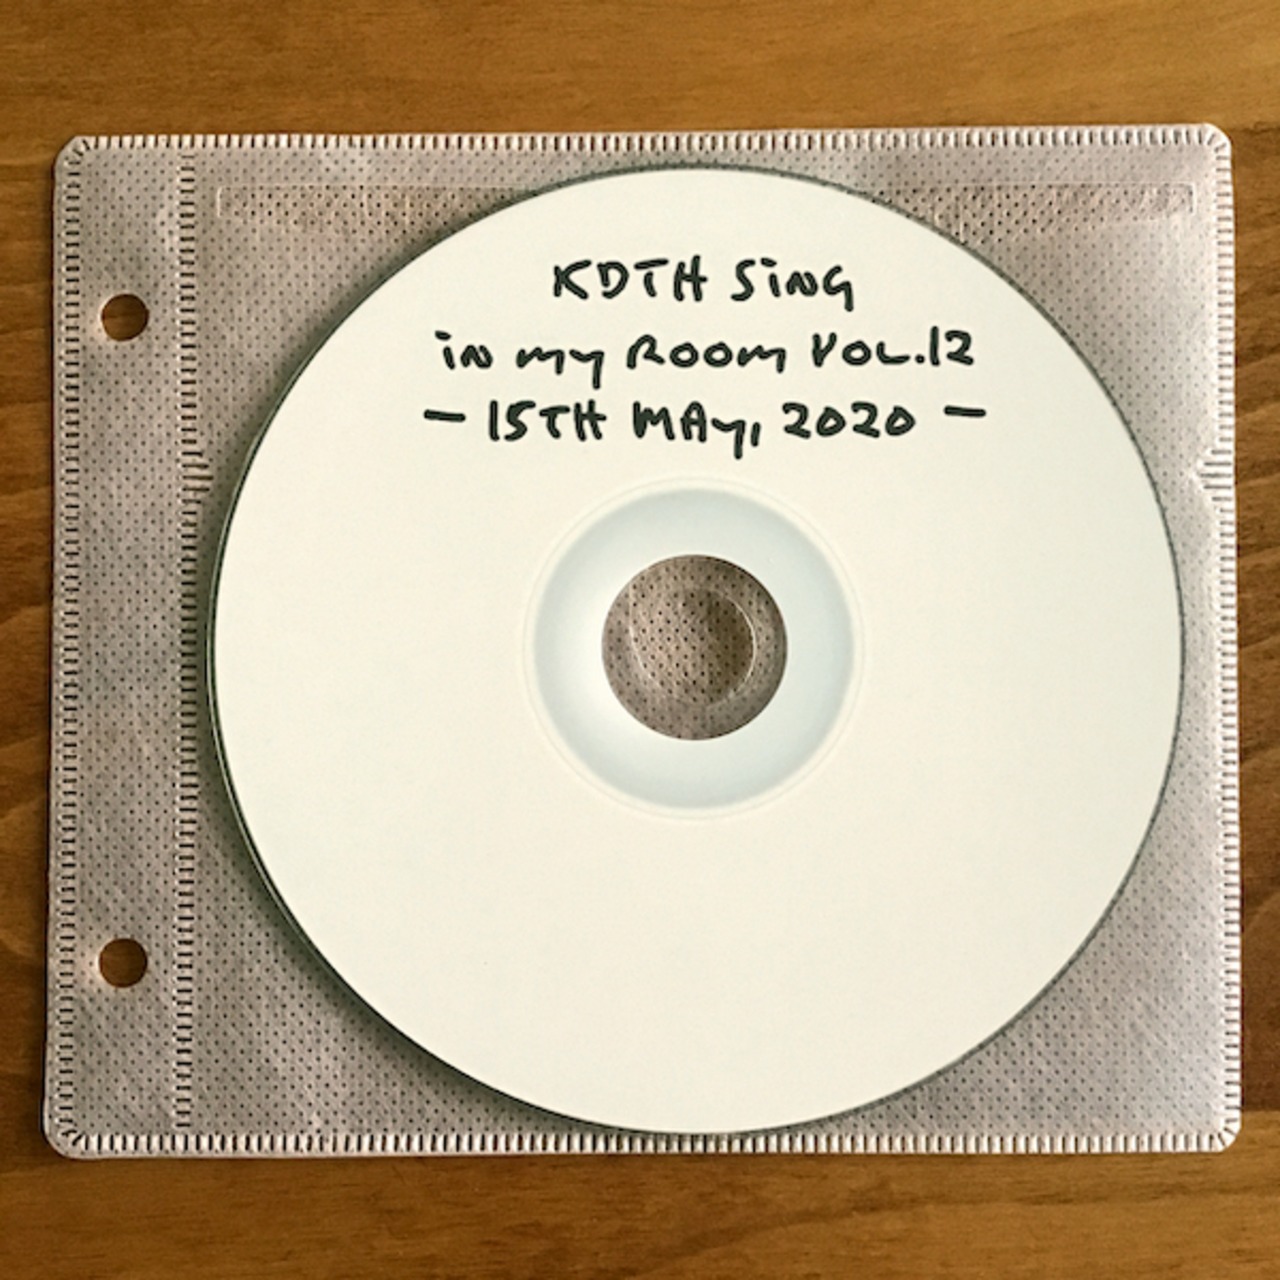 KDTH SiNG
in my Room VOL.12
- 15TH MAy, 2020 -